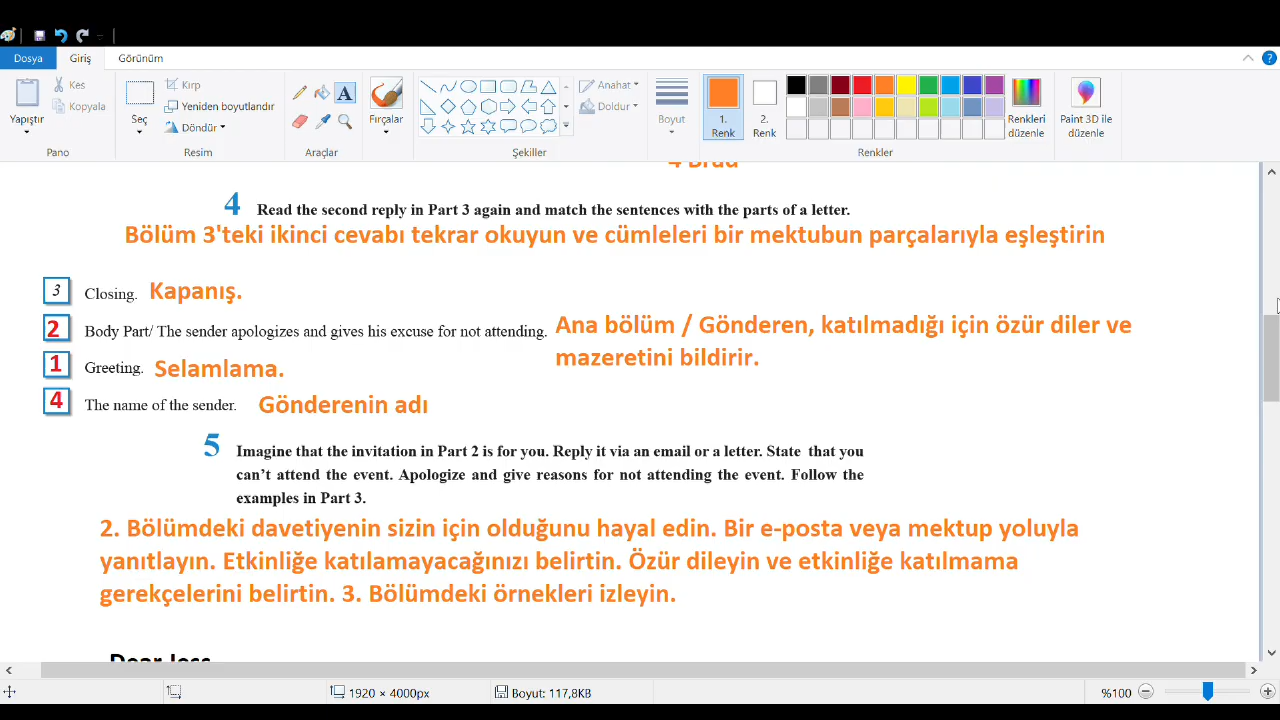 Dosya Giriş Görünüm
Yapıştır
Kes
Kopyala
Pano
Seç
Kırp
Yeniden boyutlandır
Döndür
Resim
A
Araçlar
Fırçalar
Şekiller
Anahat
Doldur
Boyut
1.
Renk
2.
Renk
Renkler
Renkleri
düzenle
Paint 3D ile
düzenle
4 Brad
4 Read the second reply in Part 3 again and match the sentences with the parts of a letter.
Bölüm 3'teki ikinci cevabı tekrar okuyun ve cümleleri bir mektubun parçalarıyla eşleştirin
3 Closing. Kapanış.
2 Body Part/ The sender apologizes and gives his excuse for not attending. Ana bölüm / Gönderen, katılmadığı için özür diler ve
mazeretini bildirir.
1 Greeting. Selamlama.
4 The name of the sender. Gönderenin adı
5 Imagine that the invitation in Part 2 is for you. Reply it via an email or a letter. State that you
can't attend the event. Apologize and give reasons for not attending the event. Follow the
examples in Part 3.
2. Bölümdeki davetiyenin sizin için olduğunu hayal edin. Bir e-posta veya mektup yoluyla
yanıtlayın. Etkinliğe katılamayacağınızı belirtin. Özür dileyin ve etkinliğe katılmama
gerekçelerini belirtin. 3. Bölümdeki örnekleri izleyin.
Dear
1920 × 4000px Boyut: 117,8KB %100